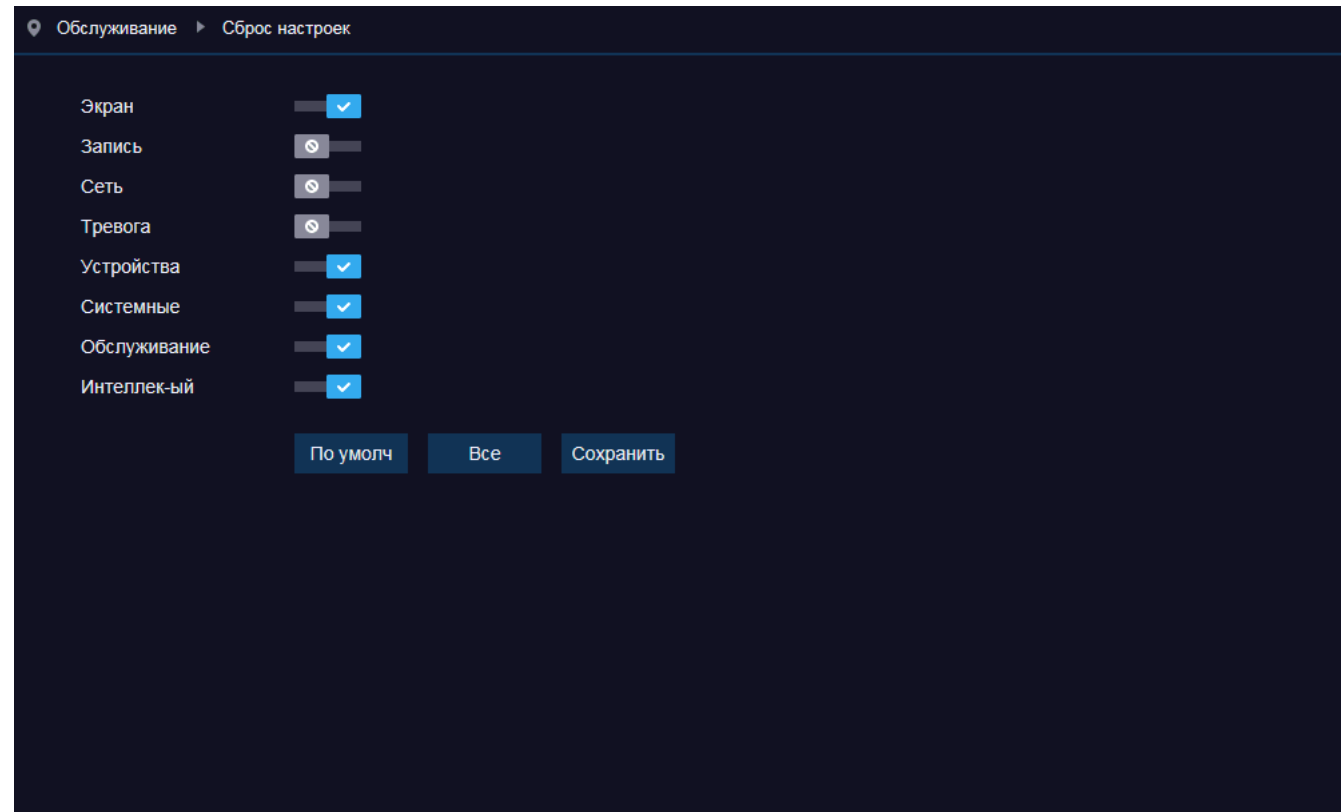 Обслуживание Сброс настроек
Экран
Запись
Сеть
Тревога
Устройства
Системные
Обслуживание
Интеллек-ый
По умолч Все Сохранить